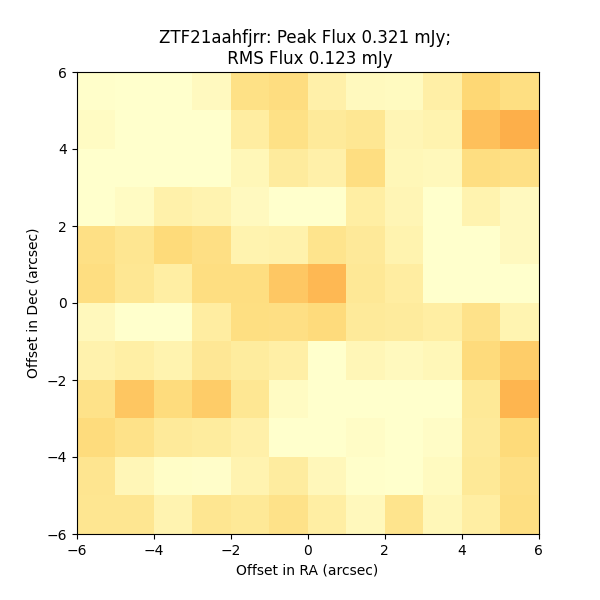 ZTF21aahfjrr: Peak Flux 0.321 mJy;
RMS Flux 0.123 mJy
6
4
2
0
−2
−4
−6
Offset in Dec (arcsec)
−6 −4 −2 0 2 4 6
Offset in RA (arcsec)